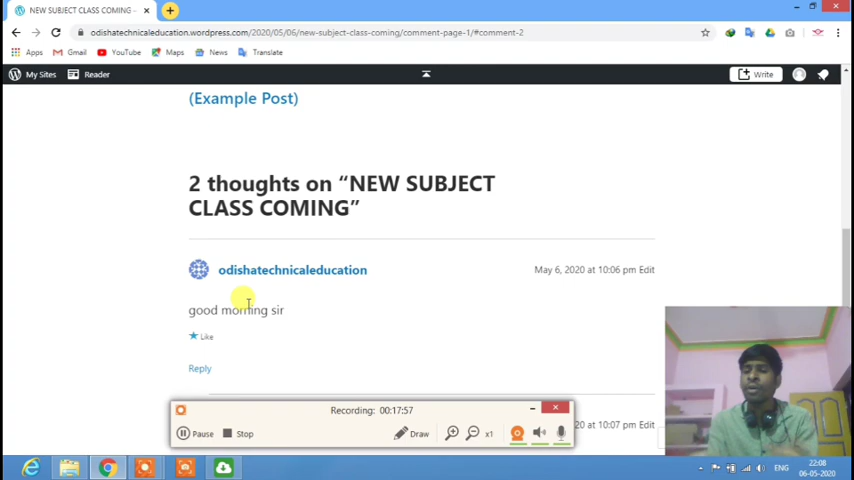 NEW SUBJECT CLASS COMING
odishatechnicaleducation.wordpress.com/2020/05/06/new-subject-class-coming/comment-page-1/#comment-2
Apps Gmail YouTube Maps News Translate
My Sites Reader Write
(Example Post)
2 thoughts on “NEW SUBJECT
CLASS COMING”
odishatechnicaleducation May 6, 2020 at 10:06 pm Edit
good morning sir
Like
Reply
Recording: 00:17:57
at 10:07 pm Edit
Pause Stop Draw x1
ENG 22:08
06-05-2020